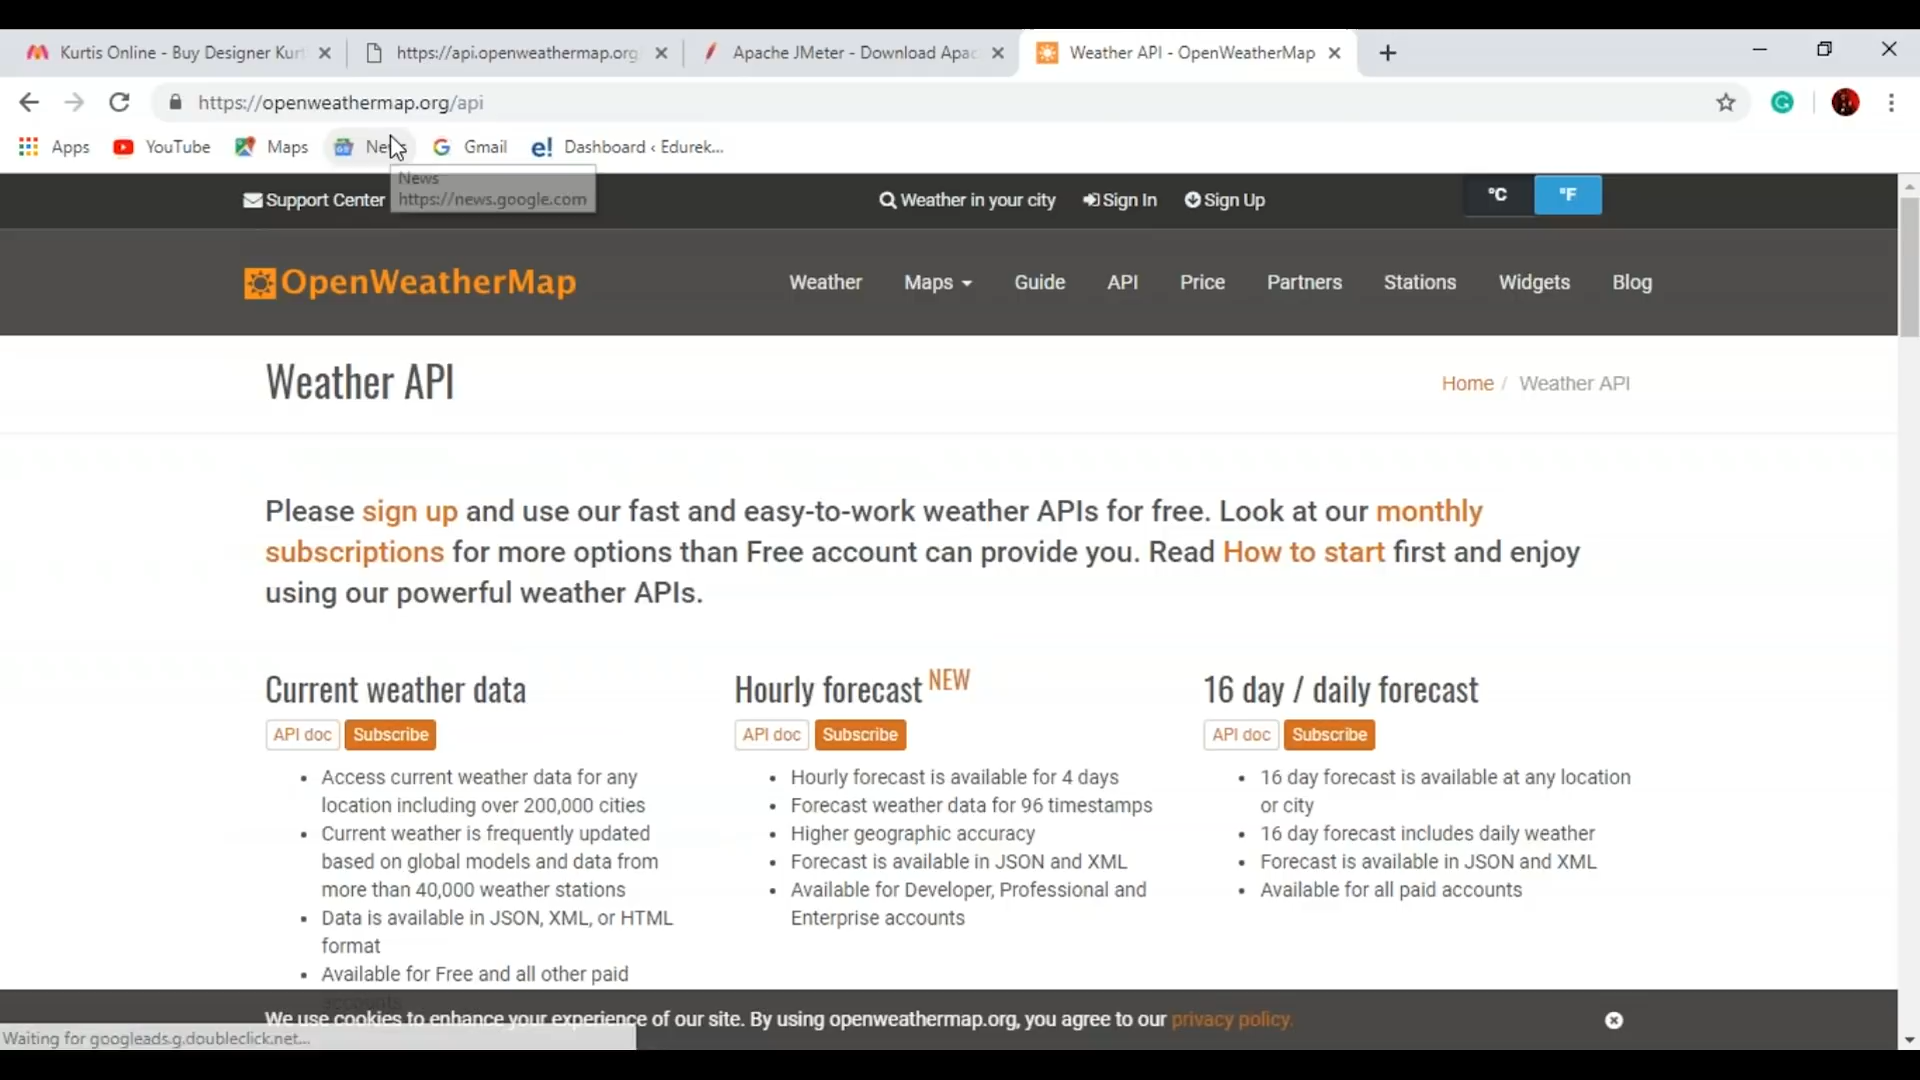 Kurtis Online - Buy Designer Kurt
https://api.openweathermap.org
Apache JMeter - Download Apac
Weather API - OpenWeatherMap
https://openweathermap.org/api
Apps
YouTube
Maps
News
Gmail
e! Dashboard ‹ Edurek...
News
https://news.google.com
Support Center
Weather in your city
Sign In
Sign Up
°C
°F
OpenWeatherMap
Weather
Maps
Guide
API
Price
Partners
Stations
Widgets
Blog
Weather API
Home / Weather API
Please sign up and use our fast and easy-to-work weather APIs for free. Look at our monthly
subscriptions for more options than Free account can provide you. Read How to start first and enjoy
using our powerful weather APIs.
Current weather data
API doc
Subscribe
• Access current weather data for any
location including over 200,000 cities
• Current weather is frequently updated
based on global models and data from
more than 40,000 weather stations
• Data is available in JSON, XML, or HTML
format
• Available for Free and all other paid
accounts
Hourly forecast NEW
API doc
Subscribe
• Hourly forecast is available for 4 days
• Forecast weather data for 96 timestamps
• Higher geographic accuracy
• Forecast is available in JSON and XML
• Available for Developer, Professional and
Enterprise accounts
16 day / daily forecast
API doc
Subscribe
• 16 day forecast is available at any location
or city
• 16 day forecast includes daily weather
• Forecast is available in JSON and XML
• Available for all paid accounts
We use cookies to enhance your experience of our site. By using openweathermap.org, you agree to our privacy policy.
Waiting for googleads.g.doubleclick.net...